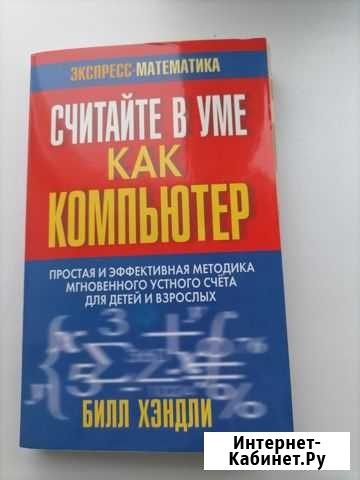 ЭКСПРЕСС-МАТЕМАТИКА
СЧИТАЙТЕ В УМЕ
КАК
КОМПЬЮТЕР
ПРОСТАЯ И ЭФФЕКТИВНАЯ МЕТОДИКА
МГНОВЕННОГО УСТНОГО СЧЁТА
ДЛЯ ДЕТЕЙ И ВЗРОСЛЫХ
БИЛЛ ХЭНДЛИ
Интернет-
Кабинет.Ру